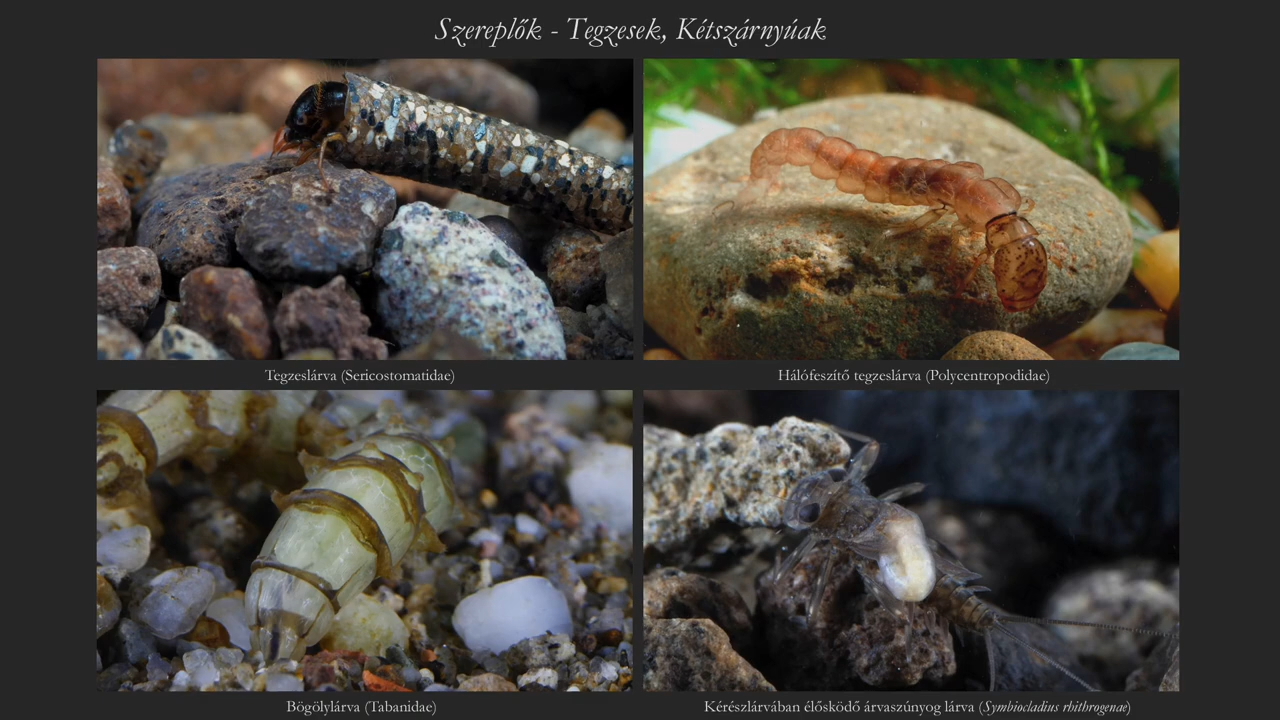 Szereplők - Tegzesek, Kétszárnyúak
Tegzeslárva (Sericostomatidae)
Hálófeszítő tegzeslárva (Polycentropodidae)
Bögölylárva (Tabanidae)
Kérészlárvában élősködő árvaszúnyog lárva (Symbiocladius rhithrogenae)